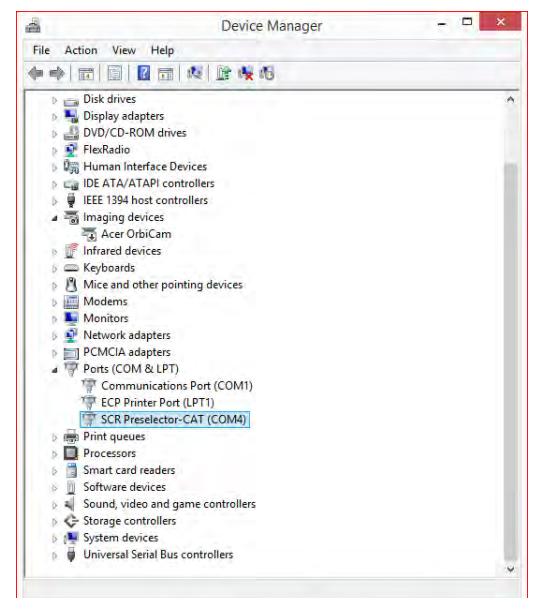 Device Manager
File Action View Help
Disk drives
Display adapters
DVD/CD-ROM drives
FlexRadio
Human Interface Devices
IDE ATA/ATAPI controllers
IEEE 1394 host controllers
Imaging devices
Acer OrbiCam
Infrared devices
Keyboards
Mice and other pointing devices
Modems
Monitors
Network adapters
PCMCIA adapters
Ports (COM & LPT)
Communications Port (COM1)
ECP Printer Port (LPT1)
SCR Preselector-CAT (COM4)
Print queues
Processors
Smart card readers
Software devices
Sound, video and game controllers
Storage controllers
System devices
Universal Serial Bus controllers